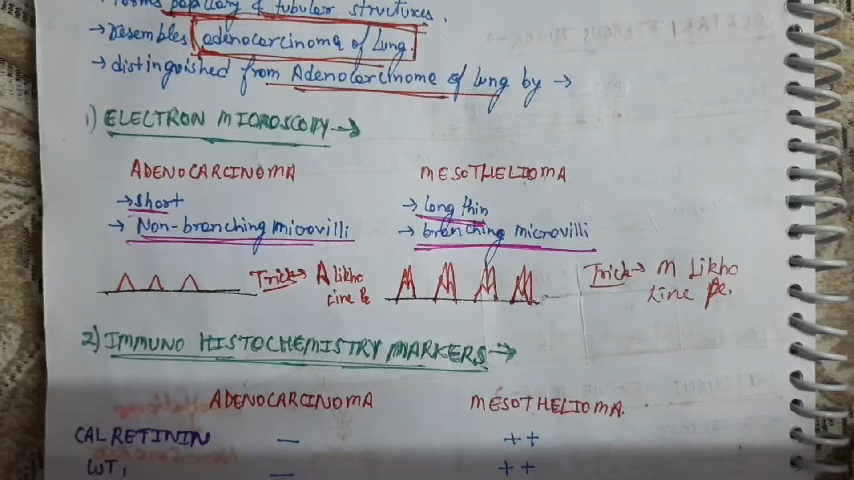 forms papillary & tubular structures.
→ resembles adenocarcinoma of Lung.
→ distinguished from Adenocarcinoma of lung by →
1) ELECTRON MICROSCOPY →
ADENOCARCINOMA MESOTHELIOMA
→ short → Long thin
→ Non-branching microvilli → branching microvilli
Trick → A likho Trick → M Likho
Line Pe Line Pe.
2) IMMUNO HISTOCHEMISTRY MARKERS →
ADENOCARCINOMA MESOTHELIOMA.
CALRETININ — ++
WT1 — ++